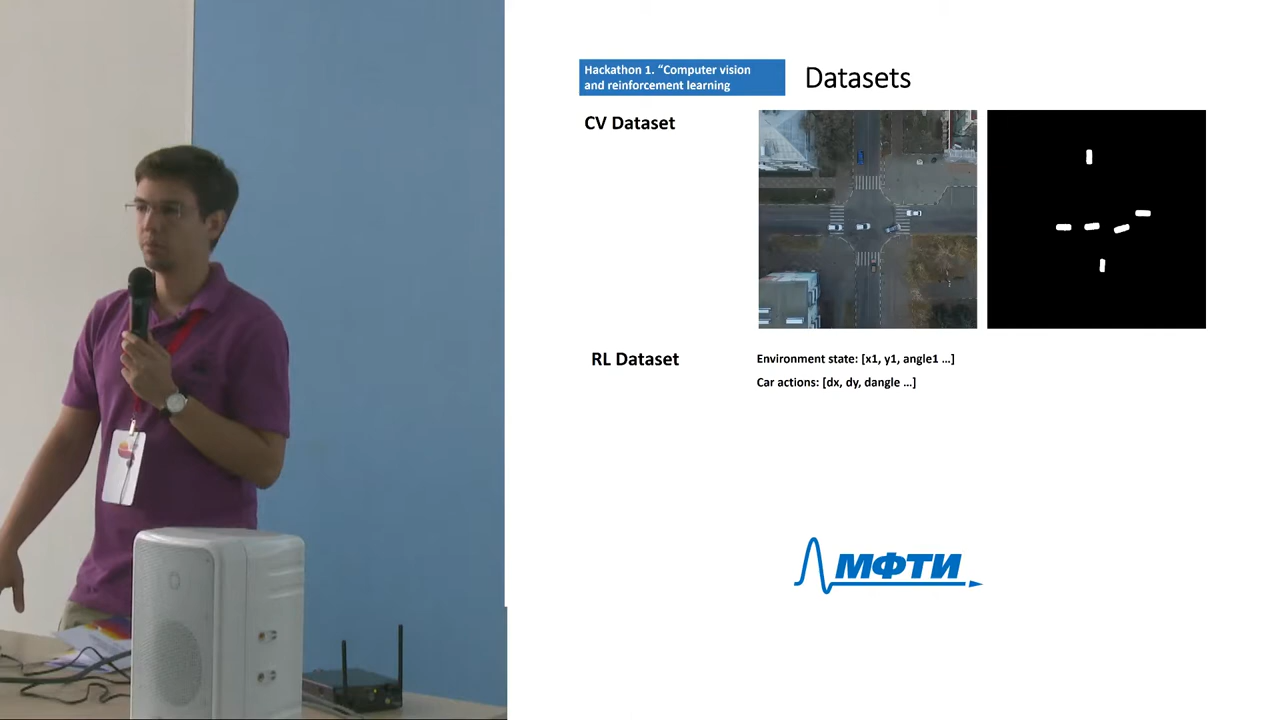 Hackathon 1. “Computer vision
and reinforcement learning
Datasets
CV Dataset
RL Dataset
Environment state: [x1, y1, angle1 ...]
Car actions: [dx, dy, dangle ...]
МФТИ